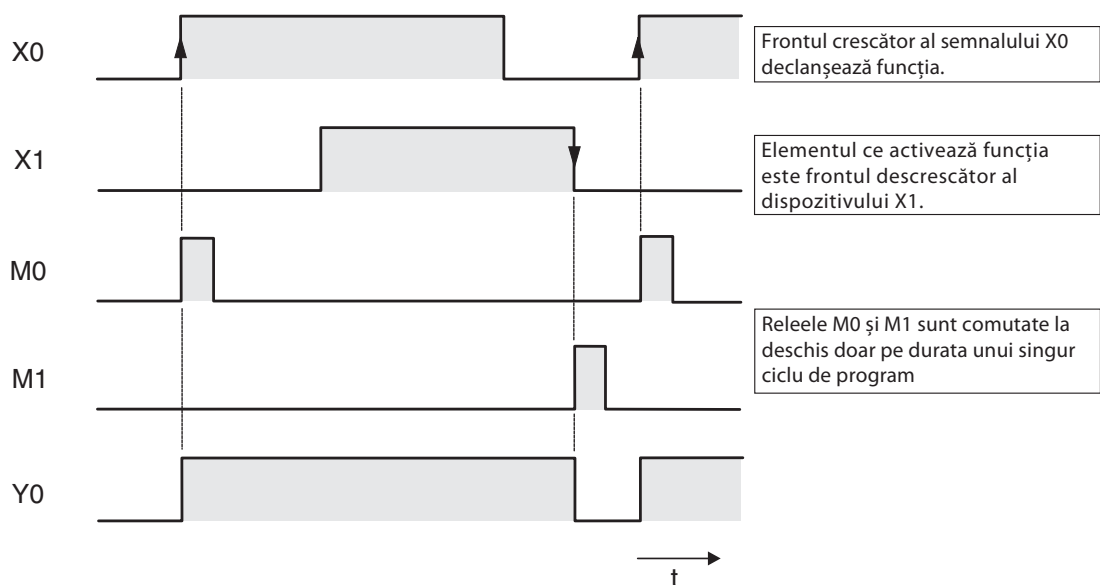 X0
Frontul crescător al semnalului X0
declanșează funcția.
X1
Elementul ce activează funcția
este frontul descrescător al
dispozitivului X1.
M0
Releele M0 și M1 sunt comutate la
deschis doar pe durata unui singur
ciclu de program
M1
Y0
t